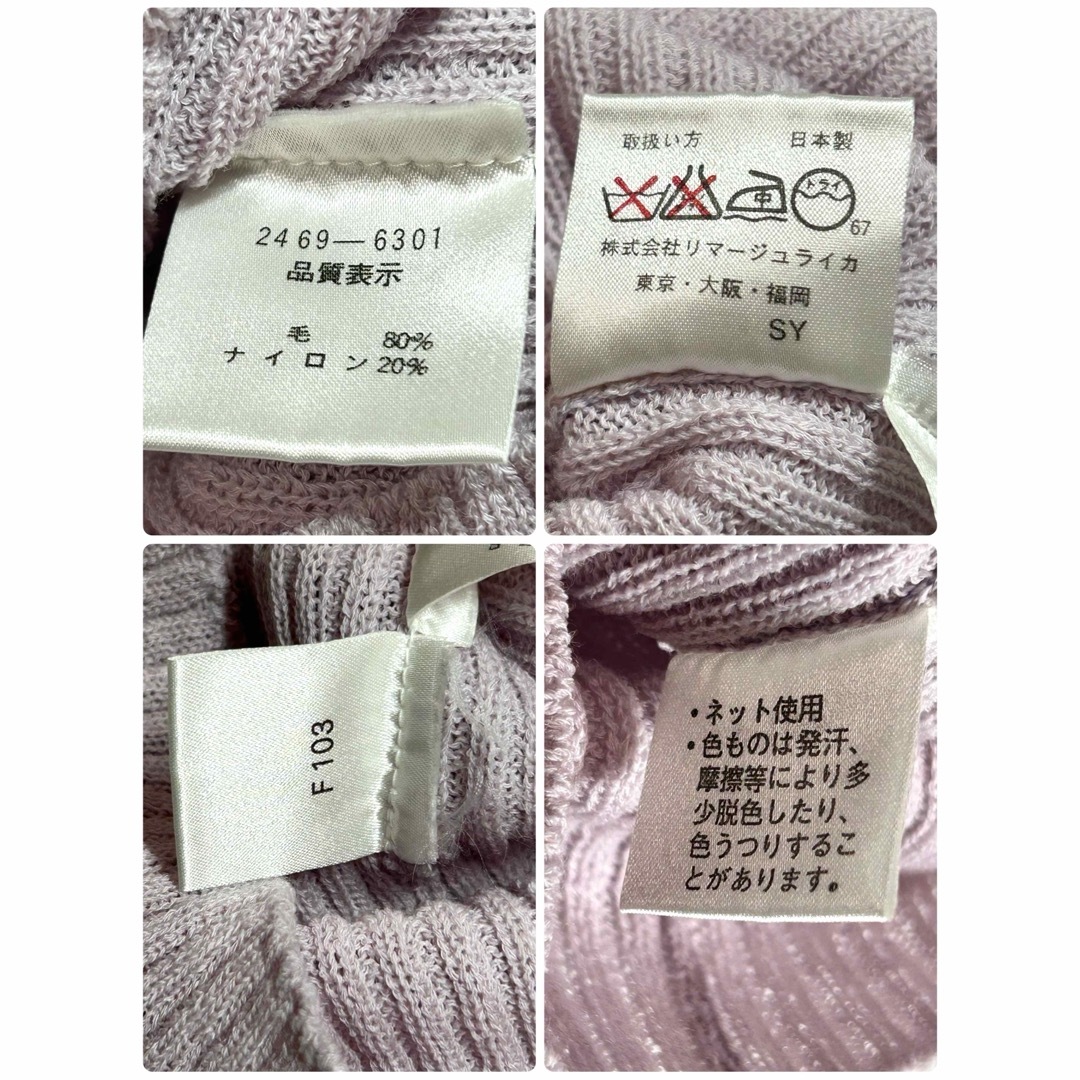 2469—6301
品質表示
毛 80%
ナイロン 20%
取扱い方 日本製
中 ドライ
67
株式会社リマージュライカ
東京・大阪・福岡
SY
F103
・ネット使用
・色ものは発汗、
摩擦等により多
少脱色したり、
色うつりするこ
とがあります。